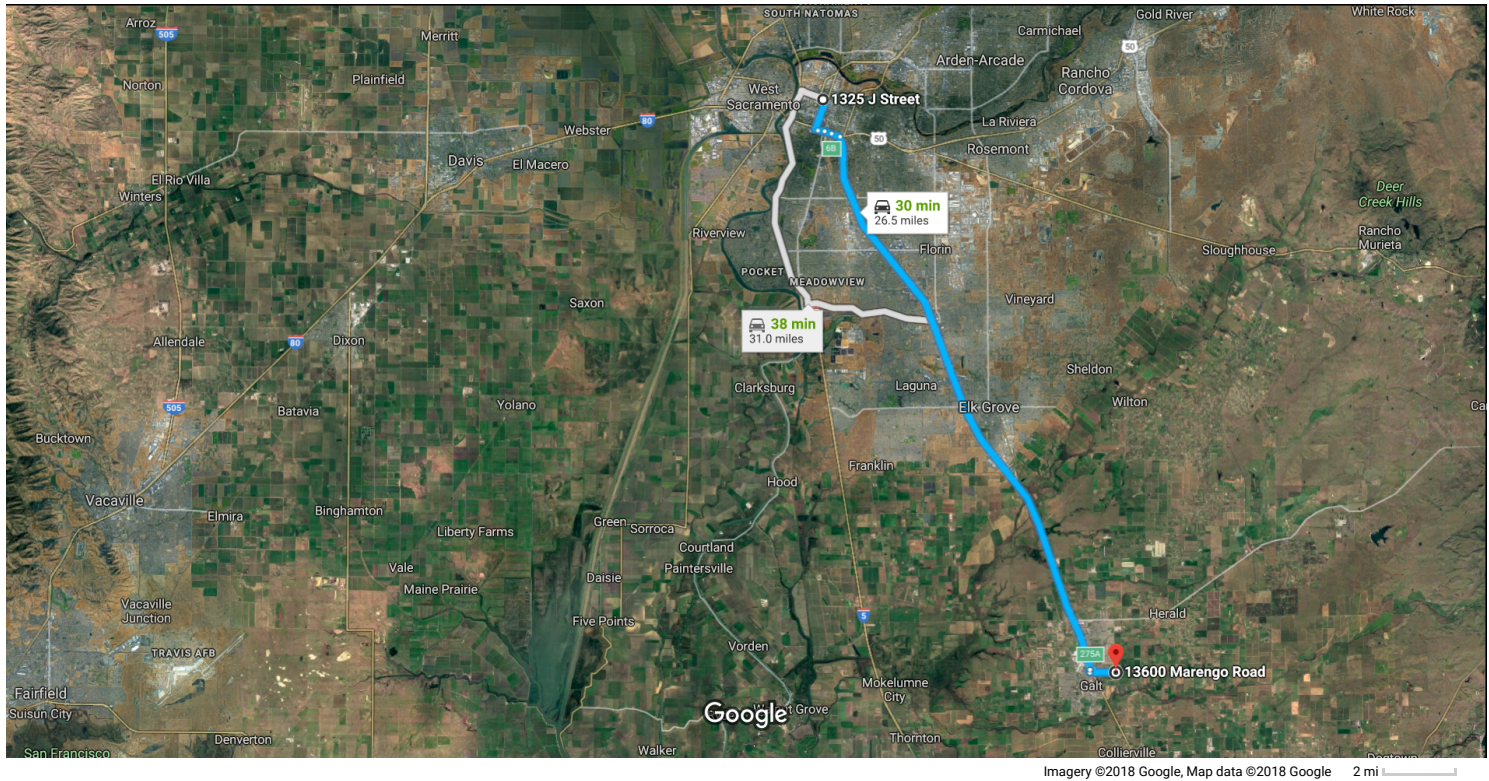 SOUTH NATOMAS
Gold River
White Rock
Arroz
505
Merritt
Carmichael
50
Arden-Arcade
Plainfield
Rancho
Cordova
Norton
West
Sacramento
1325 J Street
80
Webster
La Riviera
50
6B
Rosemont
Davis
El Macero
El Rio Villa
Winters
Deer
Creek Hills
30 min
26.5 miles
Riverview
Florin
Sloughhouse
Rancho
Murieta
POCKET
MEADOWVIEW
Saxon
Vineyard
38 min
31.0 miles
Allendale
80
Dixon
Sheldon
Clarksburg
Laguna
505
Batavia
Yolano
Elk Grove
Wilton
Ca
Bucktown
Franklin
Hood
Vacaville
Elmira
Binghamton
Liberty Farms
Green
Sorroca
Courtland
Paintersville
Vale
Maine Prairie
Daisie
Vacaville
Junction
Five Points
5
Herald
TRAVIS AFB
Vorden
275A
13600 Marengo Road
Galt
Mokelumne
City
Fairfield
Suisun City
Google
Grove
Denverton
Thornton
Walker
Collierville
San Francisco
Imagery ©2018 Google, Map data ©2018 Google
2 mi